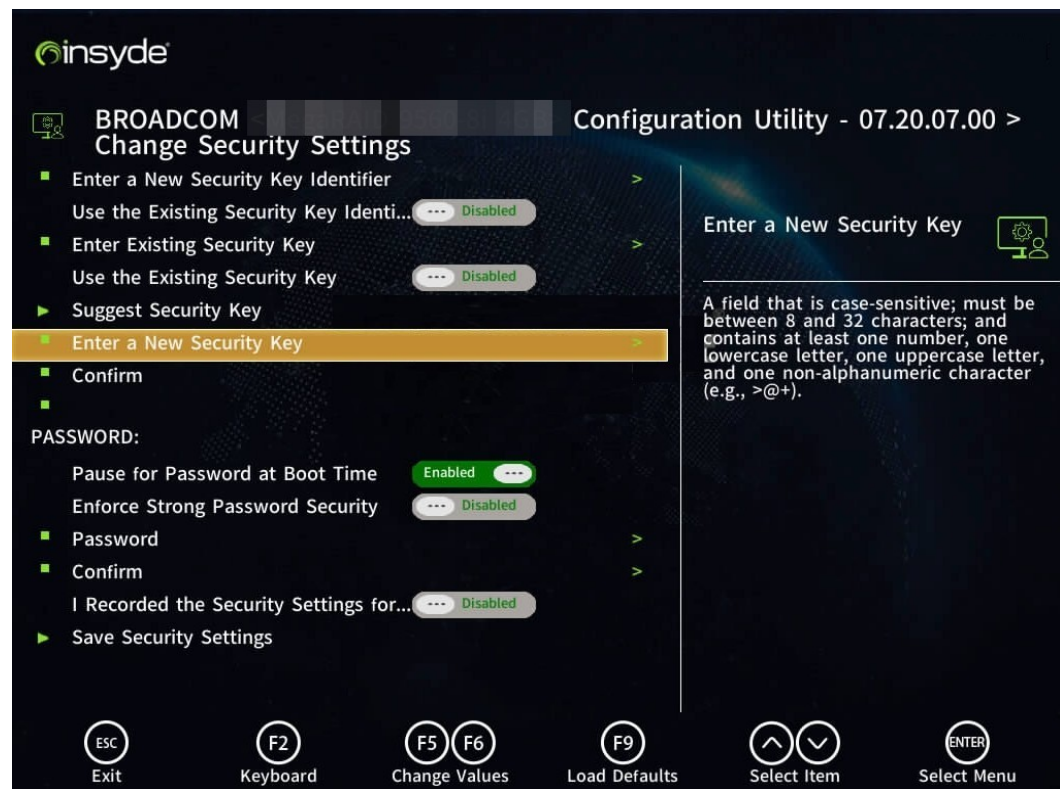 insyde
BROADCOM Configuration Utility - 07.20.07.00 >
Change Security Settings
Enter a New Security Key Identifier >
Use the Existing Security Key Identi... --- Disabled
Enter Existing Security Key >
Use the Existing Security Key --- Disabled
Suggest Security Key
Enter a New Security Key >
Confirm
PASSWORD:
Pause for Password at Boot Time Enabled ---
Enforce Strong Password Security --- Disabled
Password >
Confirm >
I Recorded the Security Settings for... --- Disabled
Save Security Settings
Enter a New Security Key
A field that is case-sensitive; must be
between 8 and 32 characters; and
contains at least one number, one
lowercase letter, one uppercase letter,
and one non-alphanumeric character
(e.g., >@+).
ESC
Exit
F2
Keyboard
F5 F6
Change Values
F9
Load Defaults
Select Item
ENTER
Select Menu